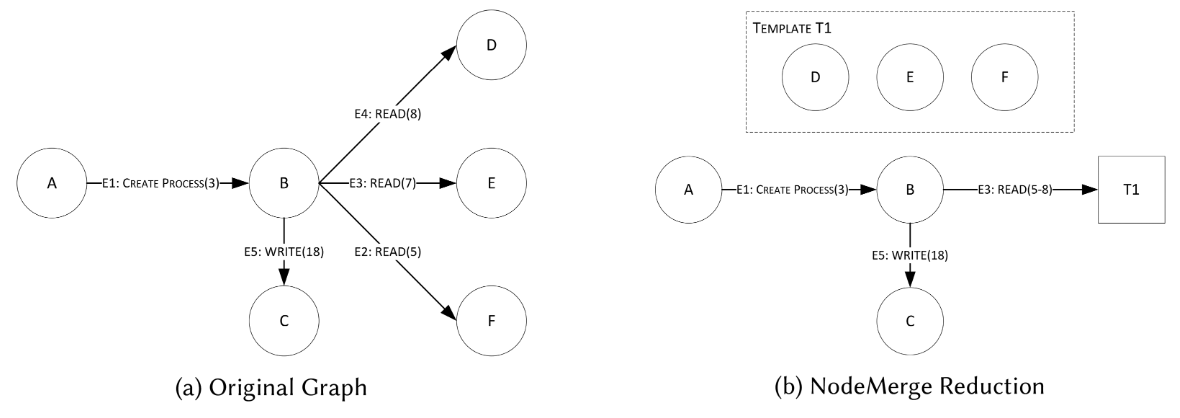 D
E4: READ(8)
A
E1: CREATE PROCESS(3)
B
E3: READ(7)
E
E5: WRITE(18)
E2: READ(5)
C
F
(a) Original Graph
TEMPLATE T1
D
E
F
A
E1: CREATE PROCESS(3)
B
E3: READ(5-8)
T1
E5: WRITE(18)
C
(b) NodeMerge Reduction